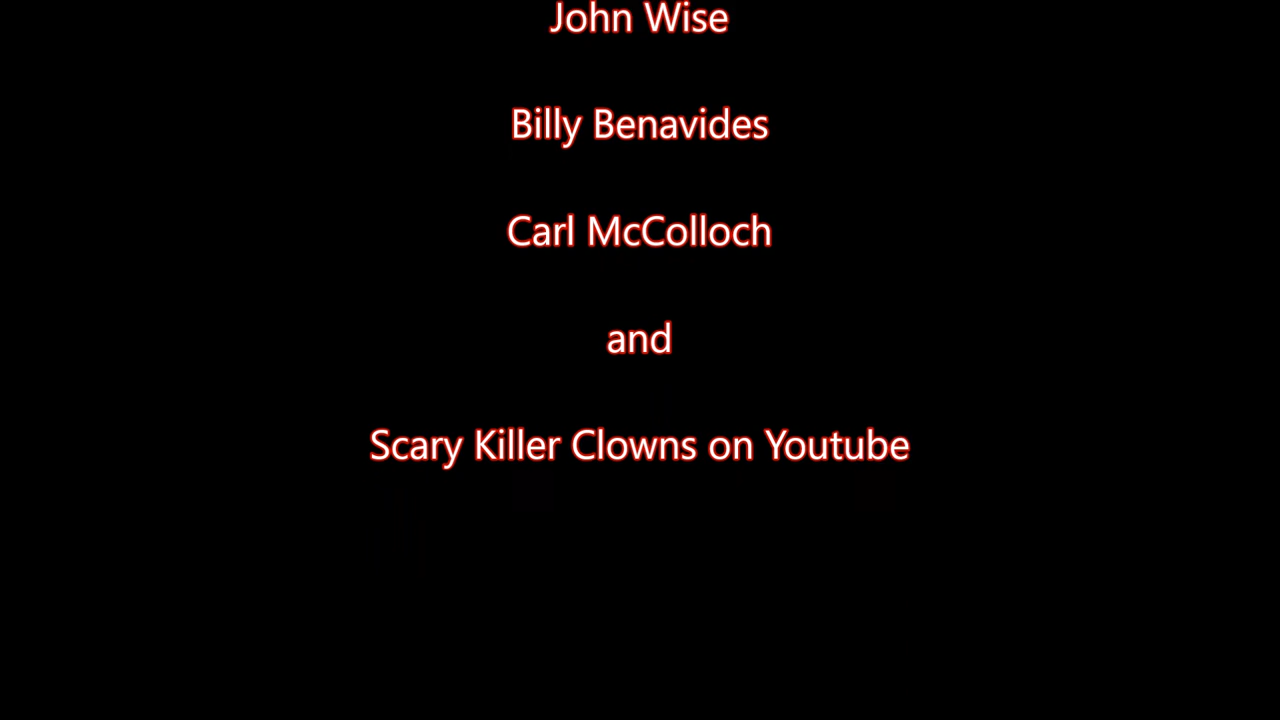 John Wise
Billy Benavides
Carl McColloch
and
Scary Killer Clowns on Youtube